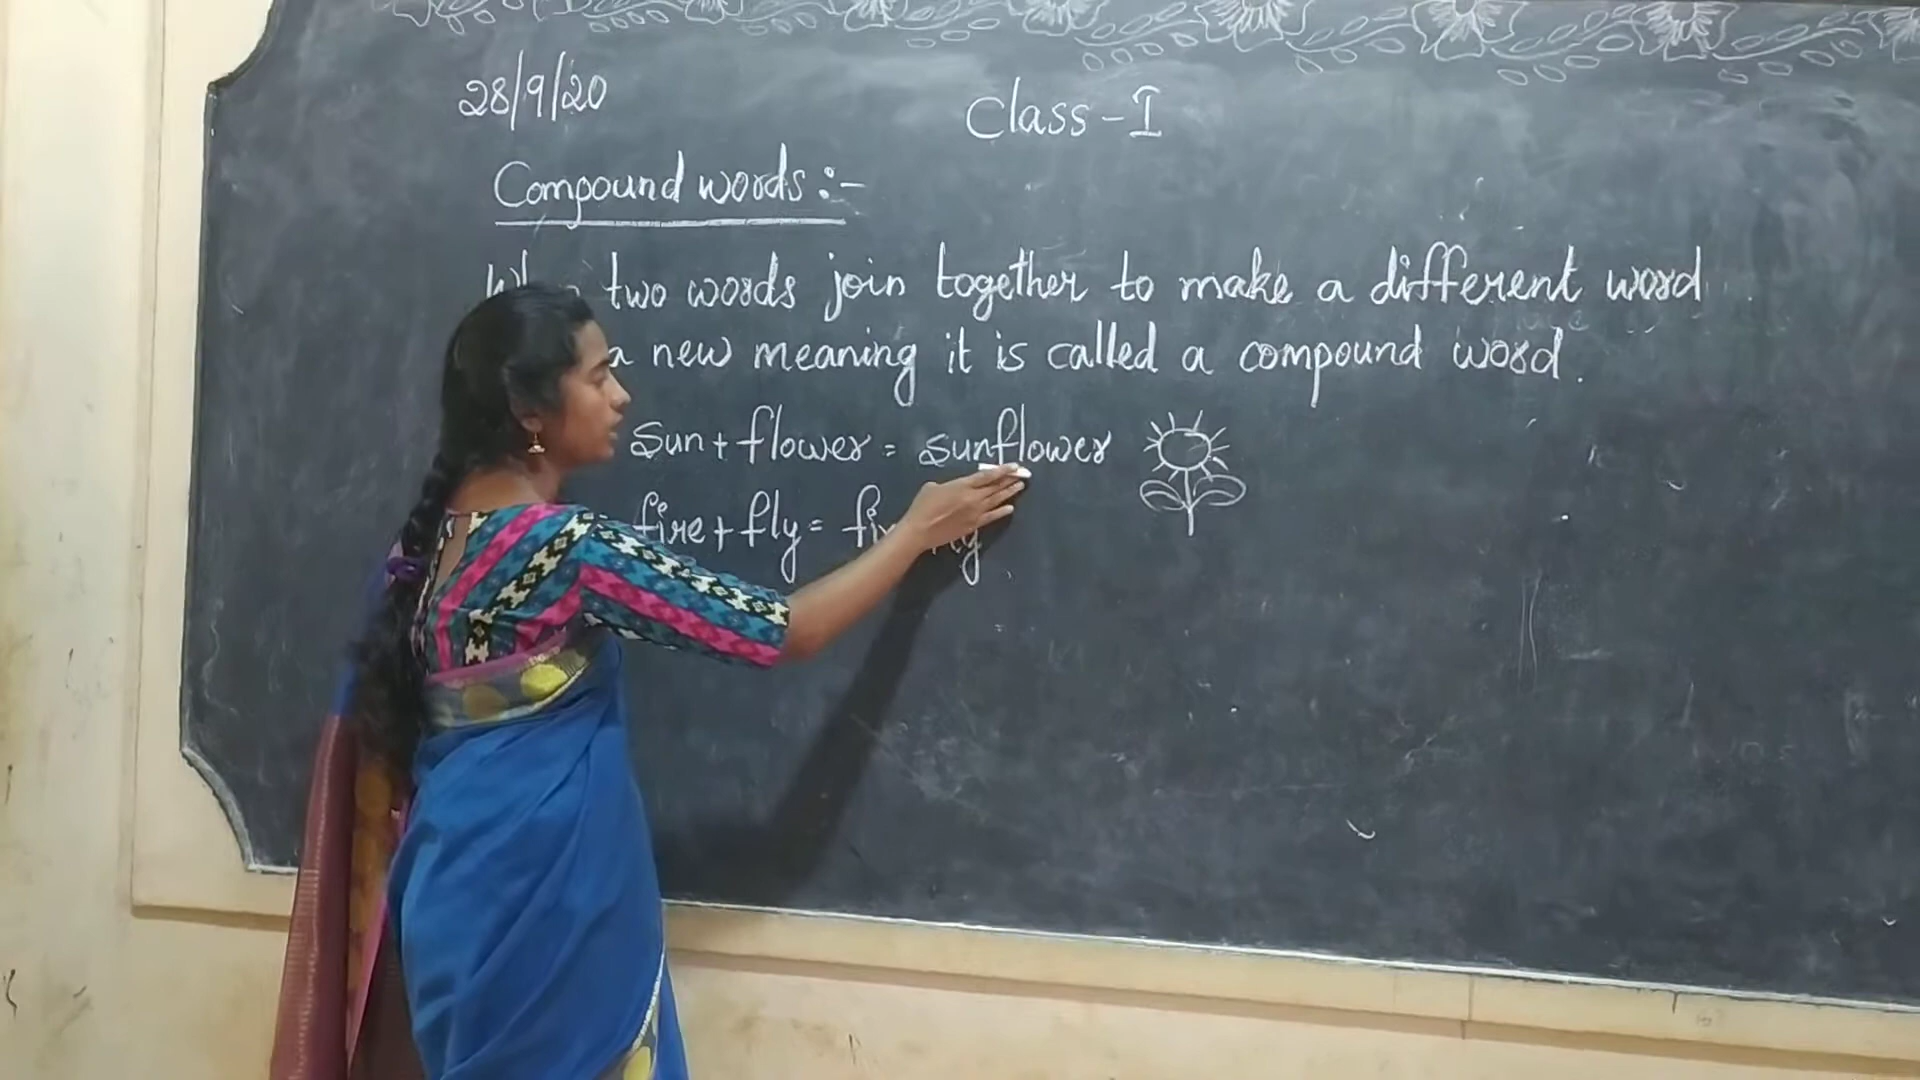 28/9/20
Class - I
Compound words :-
two words join together to make a different word
a new meaning it is called a compound word.
Sun + flower = sunflower
fire + fly =